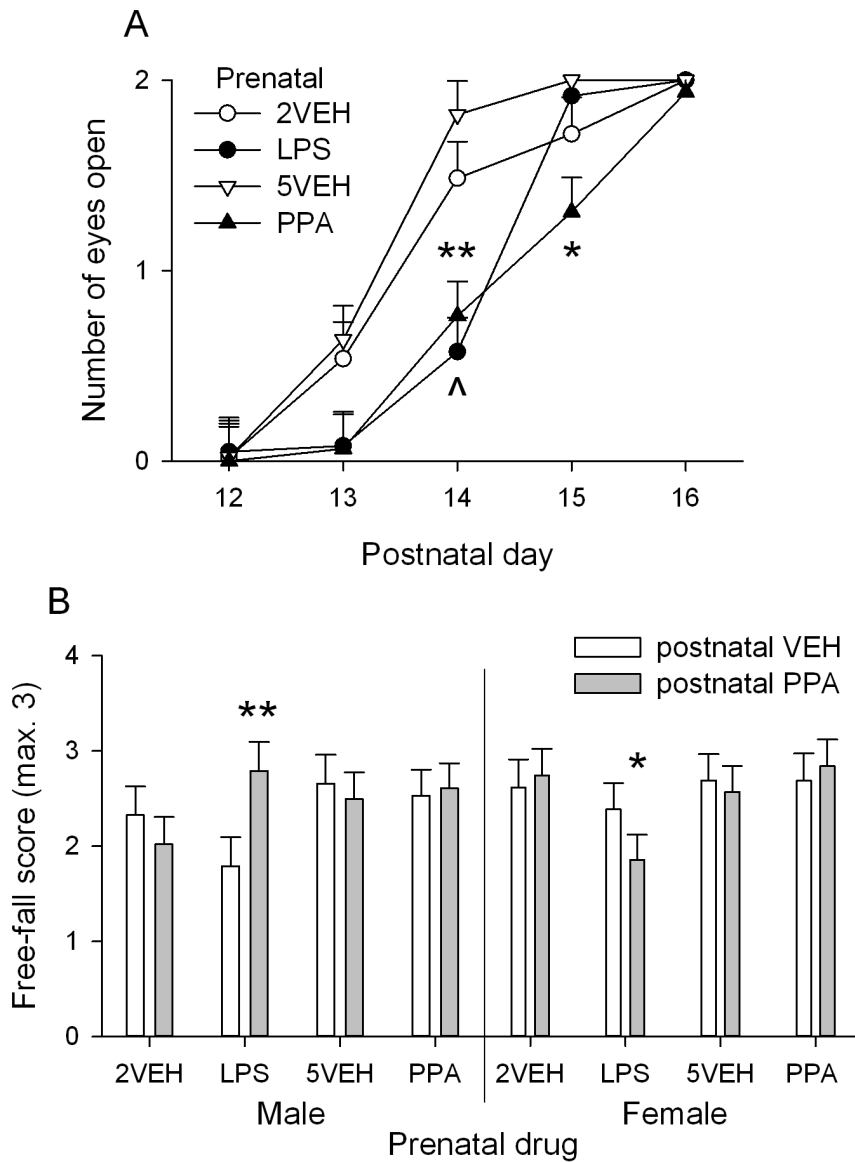 A
Prenatal
2VEH
LPS
5VEH
PPA
Number of eyes open
2
1
0
** *
^
12 13 14 15 16
Postnatal day
B
postnatal VEH
postnatal PPA
Free-fall score (max. 3)
4
3
2
1
0
** *
2VEH LPS 5VEH PPA 2VEH LPS 5VEH PPA
Male Female
Prenatal drug